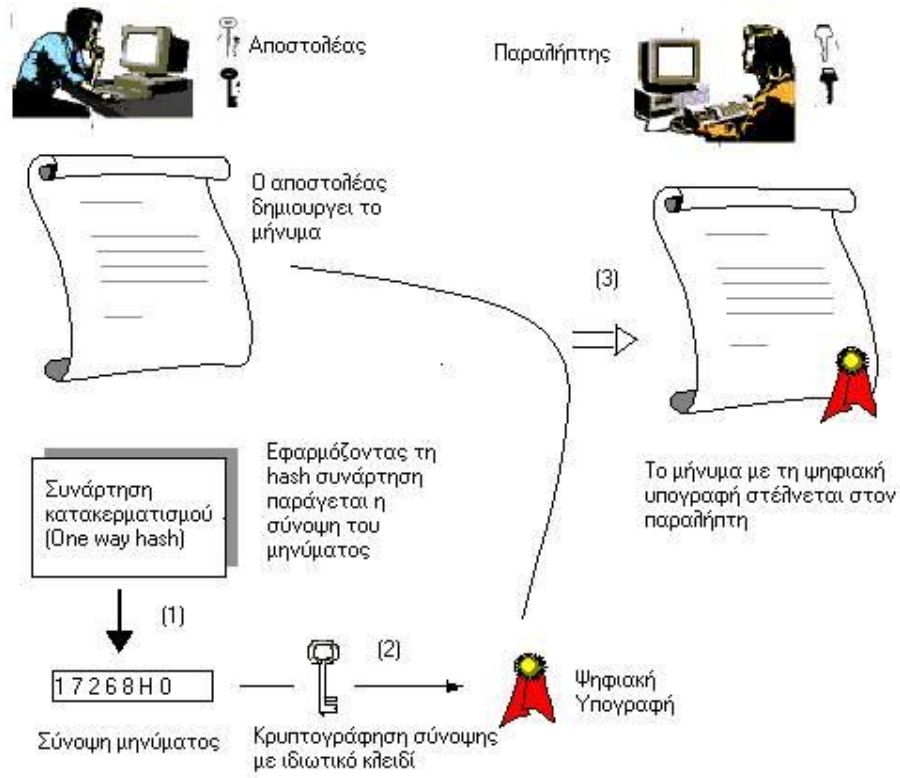 Αποστολέας
Παραλήπτης
Ο αποστολέας
δημιουργει το
μήνυμα
(3)
Συνάρτηση
κατακερματισμού
(One way hash)
Εφαρμόζοντας τη
hash συνάρτηση
παράγεται η
σύνοψη του
μηνύματος
Το μήνυμα με τη ψηφιακή
υπογραφή στέλνεται στον
παραλήπτη
(1)
17268H0
Σύνοψη μηνύματος
(2)
Κρυπτογράφηση σύνοψης
με ιδιωτικό κλειδί
Ψηφιακή
Υπογραφή